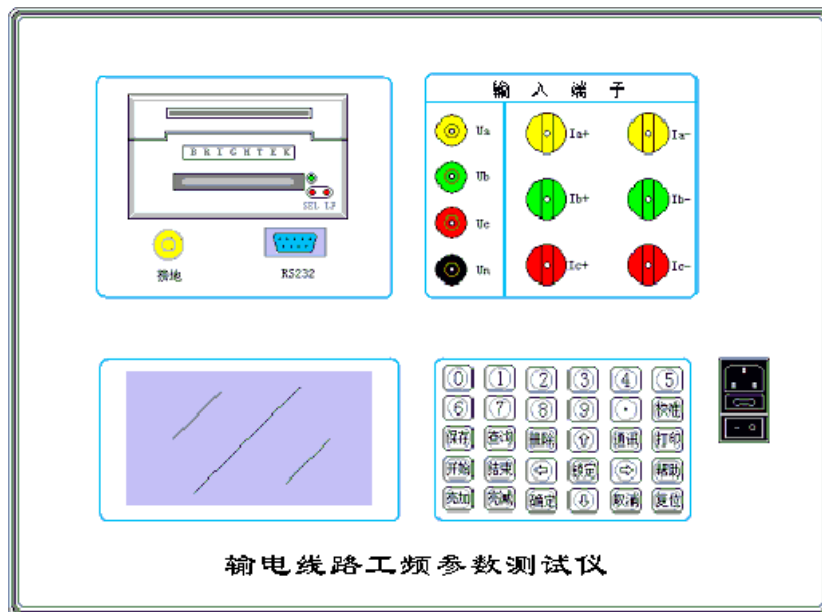 输入端子
BRIGHTEK
SEL LF
接地
RS232
Ua
Ub
Uc
Un
Ia+ Ia-
Ib+ Ib-
Ic+ Ic-
0 1 2 3 4 5
6 7 8 9 · 校准
保存 查询 删除 ⇧ 通讯 打印
开始 结束 ⇦ 锁定 ⇨ 帮助
亮加 亮减 确定 ⇩ 取消 复位
- o
输电线路工频参数测试仪